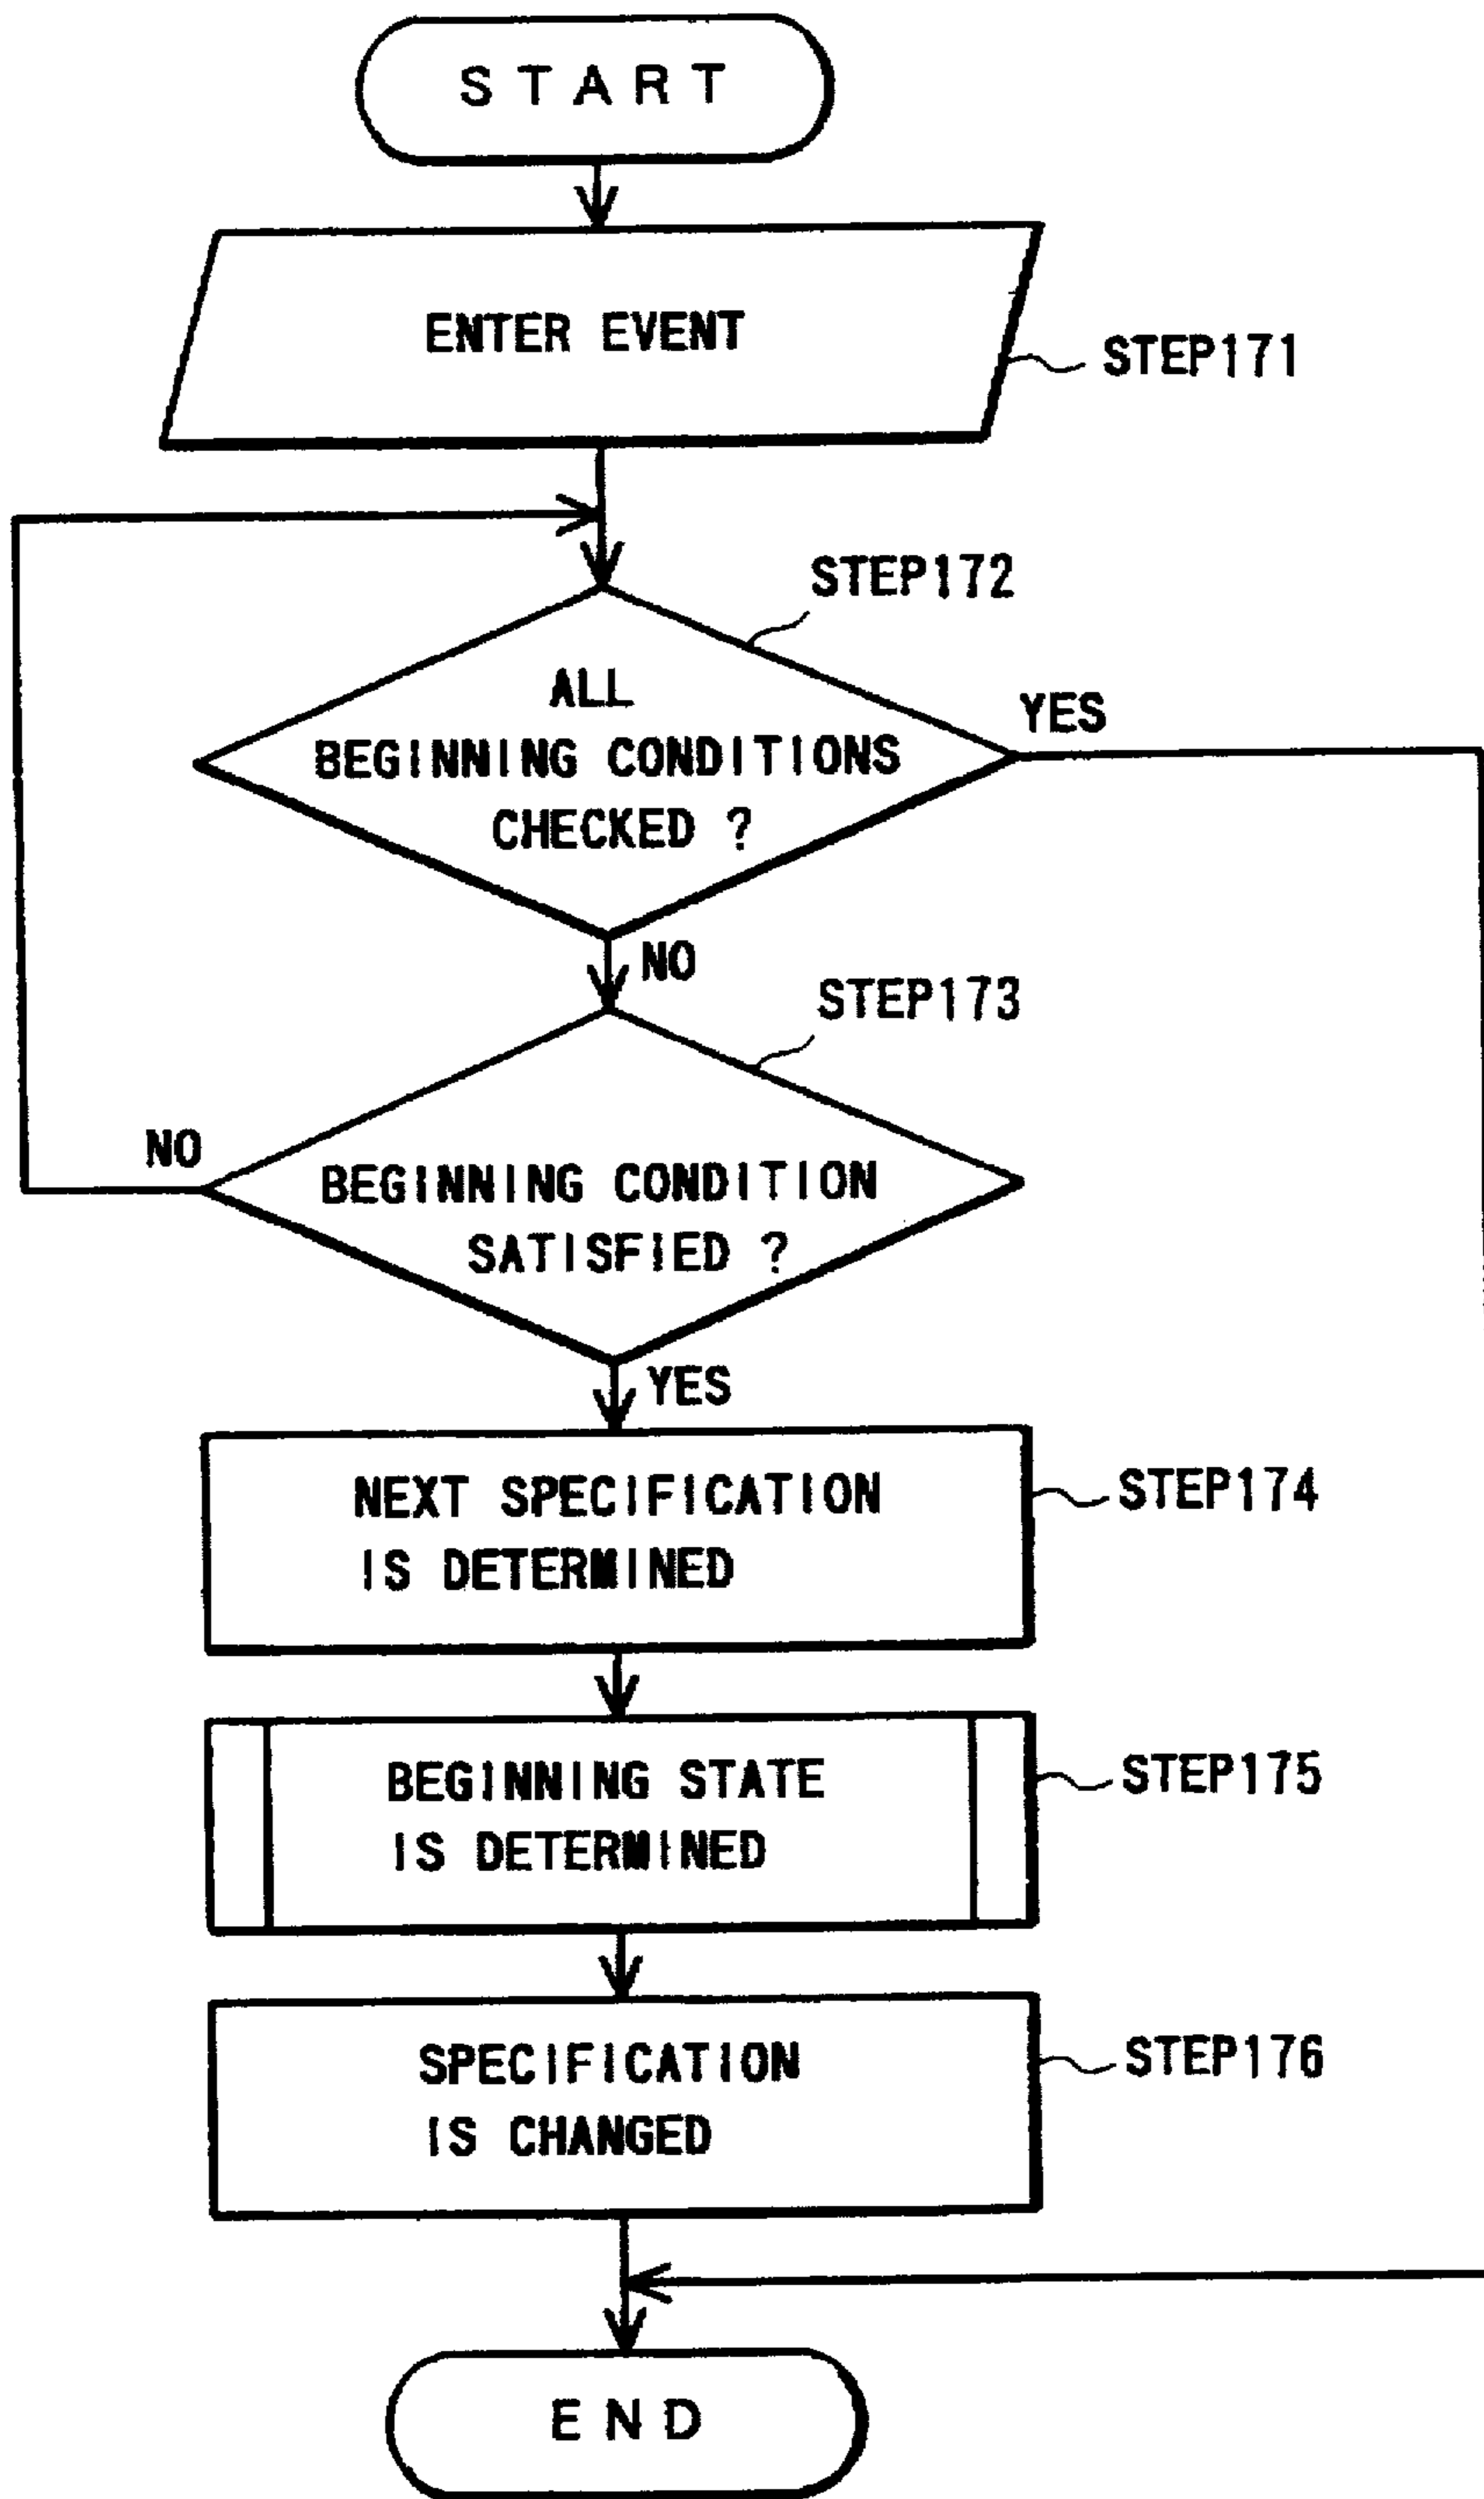 START
ENTER EVENT
STEP171
STEP172
ALL
BEGINNING CONDITIONS
CHECKED ?
YES
NO
STEP173
NO
BEGINNING CONDITION
SATISFIED ?
YES
NEXT SPECIFICATION
IS DETERMINED
STEP174
BEGINNING STATE
IS DETERMINED
STEP175
SPECIFICATION
IS CHANGED
STEP176
END